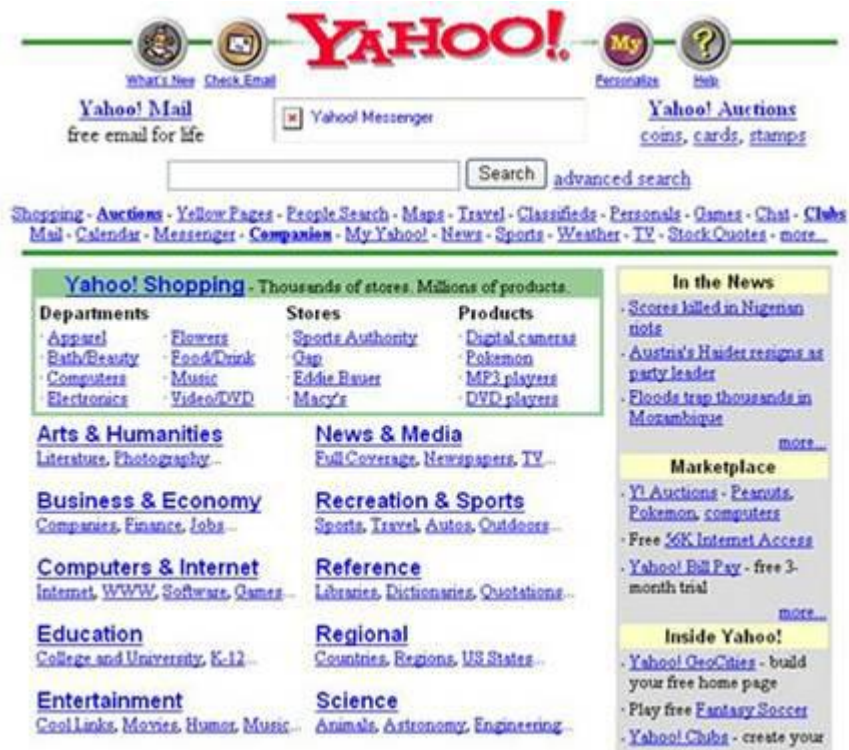 YAHOO!
My
?
What's New Check Email
Personalize Help
Yahoo! Mail
free email for life
Yahoo! Messenger
Yahoo! Auctions
coins, cards, stamps
Search advanced search
Shopping - Auctions - Yellow Pages - People Search - Maps - Travel - Classifieds - Personals - Games - Chat - Clubs
Mail - Calendar - Messenger - Companion - My Yahoo! - News - Sports - Weather - TV - Stock Quotes - more...
Yahoo! Shopping - Thousands of stores. Millions of products.
Departments Stores Products
· Apparel · Flowers · Sports Authority · Digital cameras
· Bath/Beauty · Food/Drink · Gap · Pokemon
· Computers · Music · Eddie Bauer · MP3 players
· Electronics · Video/DVD · Macy's · DVD players
Arts & Humanities
Literature, Photography...
News & Media
Full Coverage, Newspapers, TV...
Business & Economy
Companies, Finance, Jobs...
Recreation & Sports
Sports, Travel, Autos, Outdoors...
Computers & Internet
Internet, WWW, Software, Games...
Reference
Libraries, Dictionaries, Quotations...
Education
College and University, K-12...
Regional
Countries, Regions, US States...
Entertainment
Cool Links, Movies, Humor, Music...
Science
Animals, Astronomy, Engineering...
In the News
· Scores killed in Nigerian
riots
· Austria's Haider resigns as
party leader
· Floods trap thousands in
Mozambique
more...
Marketplace
· Y! Auctions - Peanuts,
Pokemon, computers
· Free 56K Internet Access
· Yahoo! Bill Pay - free 3-
month trial
more...
Inside Yahoo!
· Yahoo! GeoCities - build
your free home page
· Play free Fantasy Soccer
· Yahoo! Clubs - create your